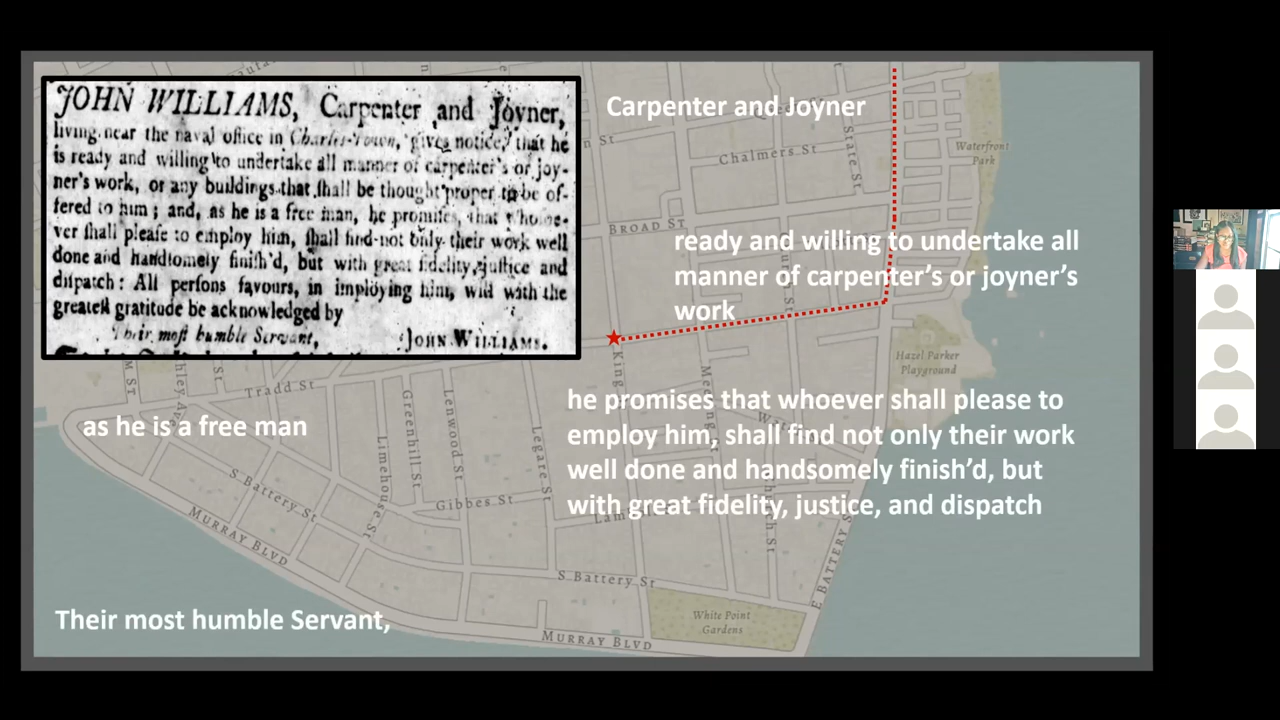 JOHN WILLIAMS, Carpenter and Joyner,
living near the naval office in Charles-Town, gives notice, that he
is ready and willing to undertake all manner of carpenter's or joy-
ner's work, or any buildings that shall be thought proper to be of-
fered to him; and, as he is a free man, he promises, that whoe-
ver shall please to employ him, shall find not only their work well
done and handsomely finish'd, but with great fidelity, justice and
dispatch: All persons favours, in imploying him, will with the
greatest gratitude be acknowledged by
Their most humble Servant,
JOHN WILLIAMS.
Carpenter and Joyner
Chalmers St
State St
Waterfront
Park
BROAD ST
ready and willing to undertake all
manner of carpenter's or joyner's
work
Hazel Parker
Playground
King
Tradd St
as he is a free man
he promises that whoever shall please to
employ him, shall find not only their work
well done and handsomely finish'd, but
with great fidelity, justice, and dispatch
Greenhill St
Lenwood St
Limehouse St
Legare St
S Battery St
Gibbes St
MURRAY BLVD
S Battery St
E BATTERY S
White Point
Gardens
Their most humble Servant,
MURRAY BLVD